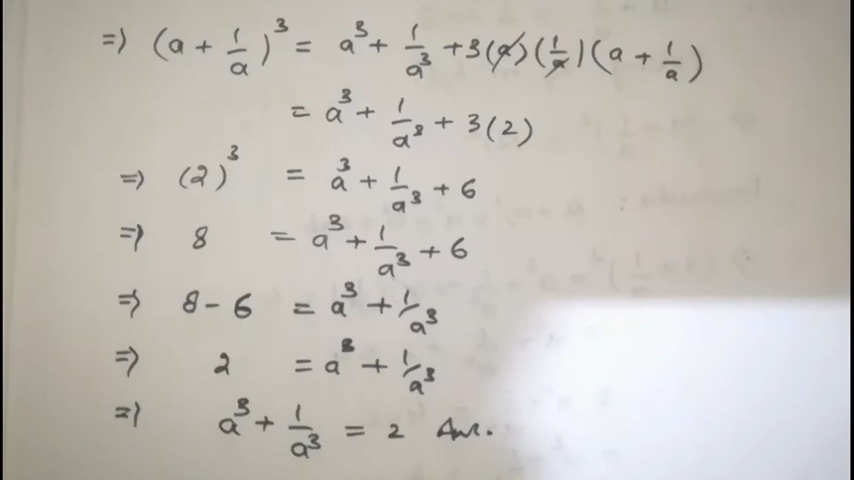 ⇒ (a + 1/a)³ = a³ + 1/a³ + 3(a)(1/a)(a + 1/a)
= a³ + 1/a³ + 3(2)
⇒ (2)³ = a³ + 1/a³ + 6
⇒ 8 = a³ + 1/a³ + 6
⇒ 8 - 6 = a³ + 1/a³
⇒ 2 = a³ + 1/a³
⇒ a³ + 1/a³ = 2 Ans.